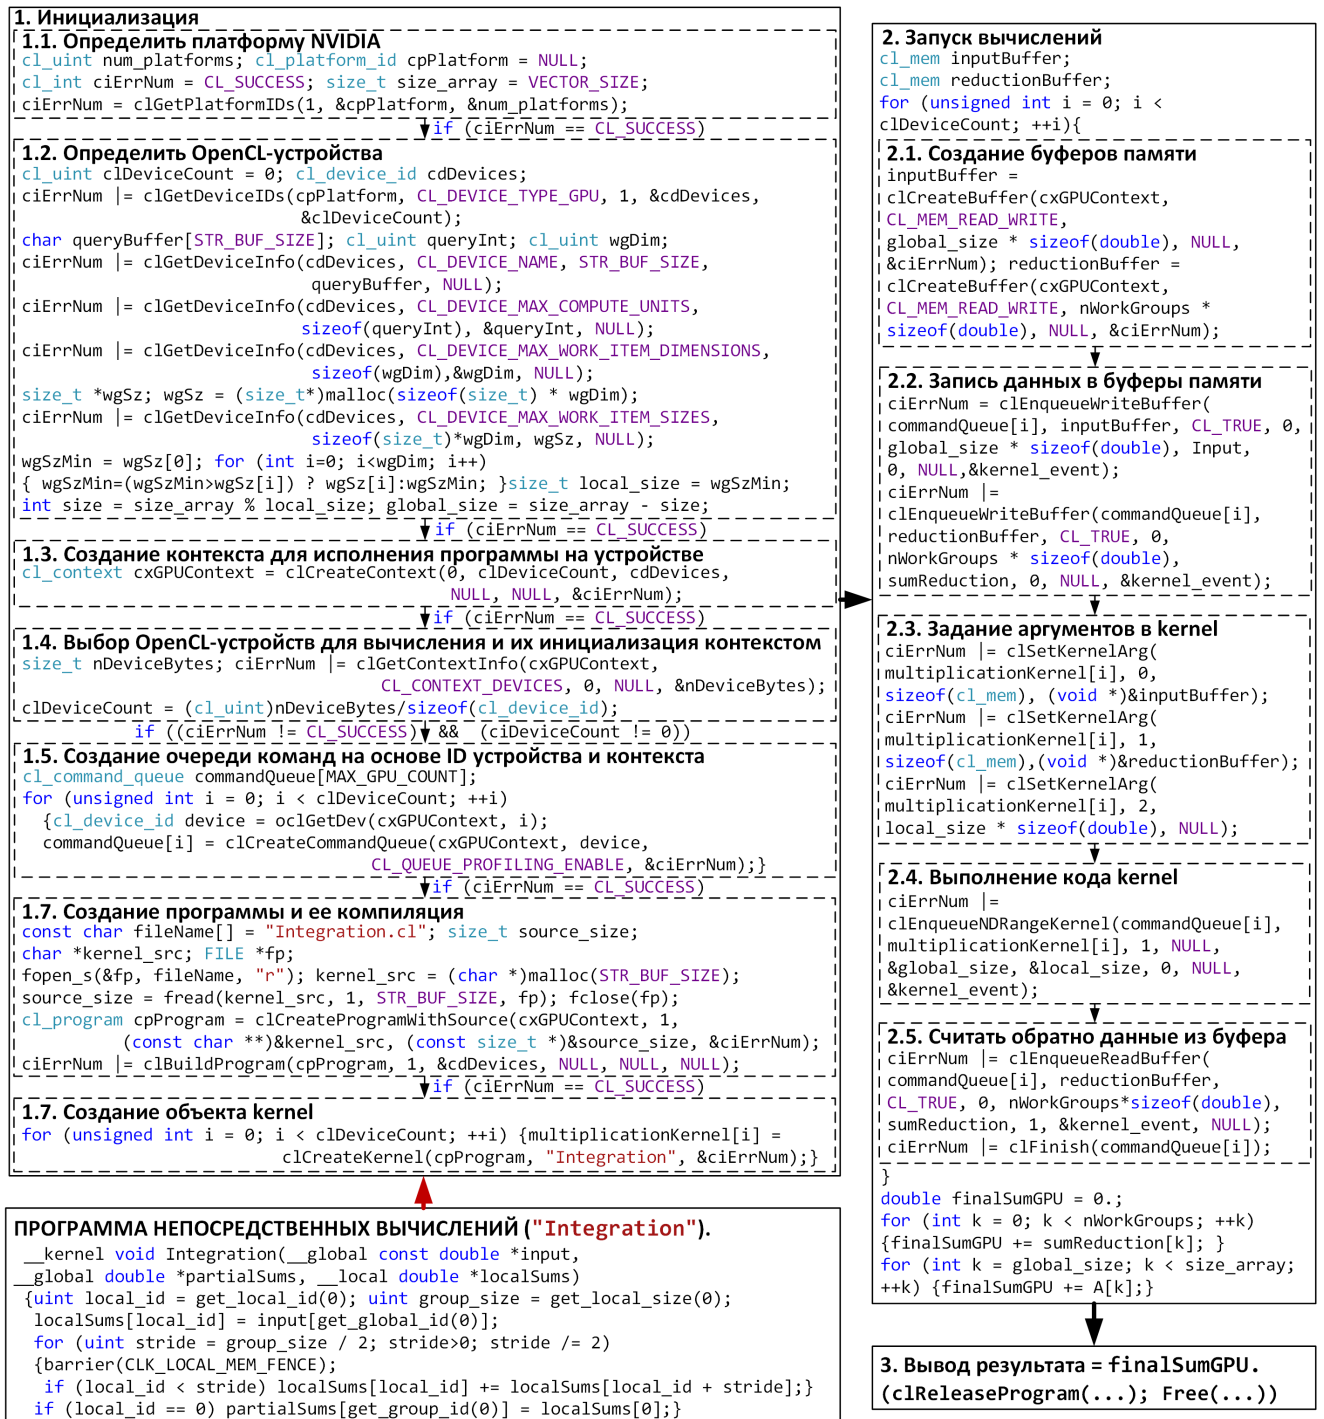 1. Инициализация
1.1. Определить платформу NVIDIA
cl_uint num_platforms; cl_platform_id cpPlatform = NULL;
cl_int ciErrNum = CL_SUCCESS; size_t size_array = VECTOR_SIZE;
ciErrNum = clGetPlatformIDs(1, &cpPlatform, &num_platforms);
if (ciErrNum == CL_SUCCESS)
1.2. Определить OpenCL-устройства
cl_uint clDeviceCount = 0; cl_device_id cdDevices;
ciErrNum |= clGetDeviceIDs(cpPlatform, CL_DEVICE_TYPE_GPU, 1, &cdDevices,
&clDeviceCount);
char queryBuffer[STR_BUF_SIZE]; cl_uint queryInt; cl_uint wgDim;
ciErrNum |= clGetDeviceInfo(cdDevices, CL_DEVICE_NAME, STR_BUF_SIZE,
queryBuffer, NULL);
ciErrNum |= clGetDeviceInfo(cdDevices, CL_DEVICE_MAX_COMPUTE_UNITS,
sizeof(queryInt), &queryInt, NULL);
ciErrNum |= clGetDeviceInfo(cdDevices, CL_DEVICE_MAX_WORK_ITEM_DIMENSIONS,
sizeof(wgDim),&wgDim, NULL);
size_t *wgSz; wgSz = (size_t*)malloc(sizeof(size_t) * wgDim);
ciErrNum |= clGetDeviceInfo(cdDevices, CL_DEVICE_MAX_WORK_ITEM_SIZES,
sizeof(size_t)*wgDim, wgSz, NULL);
wgSzMin = wgSz[0]; for (int i=0; i<wgDim; i++)
{ wgSzMin=(wgSzMin>wgSz[i]) ? wgSz[i]:wgSzMin; }size_t local_size = wgSzMin;
int size = size_array % local_size; global_size = size_array - size;
if (ciErrNum == CL_SUCCESS)
1.3. Создание контекста для исполнения программы на устройстве
cl_context cxGPUContext = clCreateContext(0, clDeviceCount, cdDevices,
NULL, NULL, &ciErrNum);
if (ciErrNum == CL_SUCCESS)
1.4. Выбор OpenCL-устройств для вычисления и их инициализация контекстом
size_t nDeviceBytes; ciErrNum |= clGetContextInfo(cxGPUContext,
CL_CONTEXT_DEVICES, 0, NULL, &nDeviceBytes);
clDeviceCount = (cl_uint)nDeviceBytes/sizeof(cl_device_id);
if ((ciErrNum != CL_SUCCESS) && (ciDeviceCount != 0))
1.5. Создание очереди команд на основе ID устройства и контекста
cl_command_queue commandQueue[MAX_GPU_COUNT];
for (unsigned int i = 0; i < clDeviceCount; ++i)
{cl_device_id device = oclGetDev(cxGPUContext, i);
commandQueue[i] = clCreateCommandQueue(cxGPUContext, device,
CL_QUEUE_PROFILING_ENABLE, &ciErrNum);}
if (ciErrNum == CL_SUCCESS)
1.7. Создание программы и ее компиляция
const char fileName[] = "Integration.cl"; size_t source_size;
char *kernel_src; FILE *fp;
fopen_s(&fp, fileName, "r"); kernel_src = (char *)malloc(STR_BUF_SIZE);
source_size = fread(kernel_src, 1, STR_BUF_SIZE, fp); fclose(fp);
cl_program cpProgram = clCreateProgramWithSource(cxGPUContext, 1,
(const char **)&kernel_src, (const size_t *)&source_size, &ciErrNum);
ciErrNum |= clBuildProgram(cpProgram, 1, &cdDevices, NULL, NULL, NULL);
if (ciErrNum == CL_SUCCESS)
1.7. Создание объекта kernel
for (unsigned int i = 0; i < clDeviceCount; ++i) {multiplicationKernel[i] =
clCreateKernel(cpProgram, "Integration", &ciErrNum);}
ПРОГРАММА НЕПОСРЕДСТВЕННЫХ ВЫЧИСЛЕНИЙ ("Integration").
__kernel void Integration(__global const double *input,
__global double *partialSums, __local double *localSums)
{uint local_id = get_local_id(0); uint group_size = get_local_size(0);
localSums[local_id] = input[get_global_id(0)];
for (uint stride = group_size / 2; stride>0; stride /= 2)
{barrier(CLK_LOCAL_MEM_FENCE);
if (local_id < stride) localSums[local_id] += localSums[local_id + stride];}
if (local_id == 0) partialSums[get_group_id(0)] = localSums[0];}
2. Запуск вычислений
cl_mem inputBuffer;
cl_mem reductionBuffer;
for (unsigned int i = 0; i <
clDeviceCount; ++i){
2.1. Создание буферов памяти
inputBuffer =
clCreateBuffer(cxGPUContext,
CL_MEM_READ_WRITE,
global_size * sizeof(double), NULL,
&ciErrNum); reductionBuffer =
clCreateBuffer(cxGPUContext,
CL_MEM_READ_WRITE, nWorkGroups *
sizeof(double), NULL, &ciErrNum);
2.2. Запись данных в буферы памяти
ciErrNum = clEnqueueWriteBuffer(
commandQueue[i], inputBuffer, CL_TRUE, 0,
global_size * sizeof(double), Input,
0, NULL,&kernel_event);
ciErrNum |=
clEnqueueWriteBuffer(commandQueue[i],
reductionBuffer, CL_TRUE, 0,
nWorkGroups * sizeof(double),
sumReduction, 0, NULL, &kernel_event);
2.3. Задание аргументов в kernel
ciErrNum |= clSetKernelArg(
multiplicationKernel[i], 0,
sizeof(cl_mem), (void *)&inputBuffer);
ciErrNum |= clSetKernelArg(
multiplicationKernel[i], 1,
sizeof(cl_mem),(void *)&reductionBuffer);
ciErrNum |= clSetKernelArg(
multiplicationKernel[i], 2,
local_size * sizeof(double), NULL);
2.4. Выполнение кода kernel
ciErrNum |=
clEnqueueNDRangeKernel(commandQueue[i],
multiplicationKernel[i], 1, NULL,
&global_size, &local_size, 0, NULL,
&kernel_event);
2.5. Считать обратно данные из буфера
ciErrNum |= clEnqueueReadBuffer(
commandQueue[i], reductionBuffer,
CL_TRUE, 0, nWorkGroups*sizeof(double),
sumReduction, 1, &kernel_event, NULL);
ciErrNum |= clFinish(commandQueue[i]);
}
double finalSumGPU = 0.;
for (int k = 0; k < nWorkGroups; ++k)
{finalSumGPU += sumReduction[k]; }
for (int k = global_size; k < size_array;
++k) {finalSumGPU += A[k];}
3. Вывод результата = finalSumGPU.
(clReleaseProgram(...); Free(...))